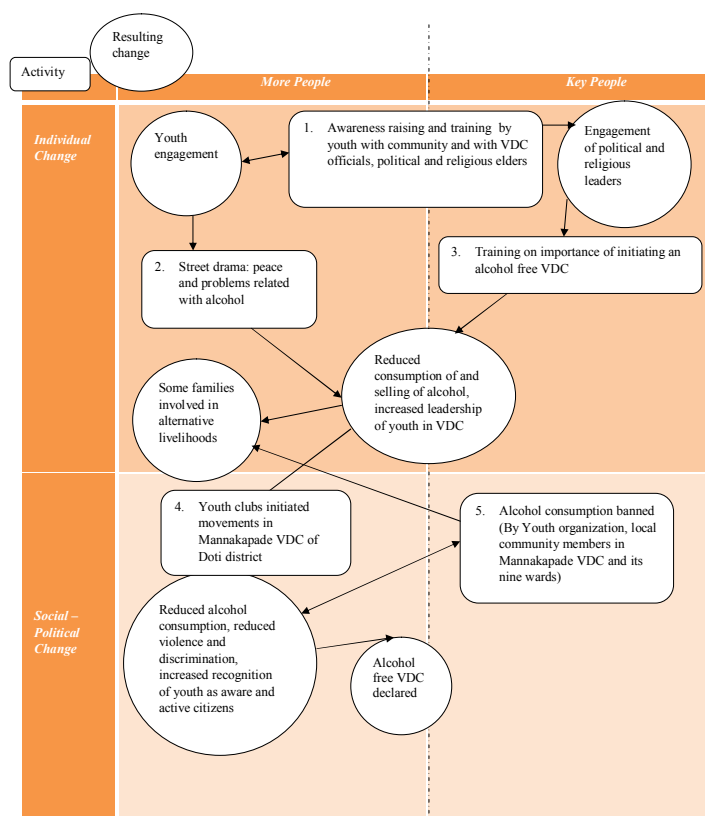 Resulting
change
Activity
More People
Key People
Individual
Change
Youth
engagement
1. Awareness raising and training by
youth with community and with VDC
officials, political and religious elders
Engagement
of political and
religious
leaders
2. Street drama: peace
and problems related
with alcohol
3. Training on importance of initiating an
alcohol free VDC
Reduced
consumption of and
selling of alcohol,
increased leadership
of youth in VDC
Some families
involved in
alternative
livelihoods
4. Youth clubs initiated
movements in
Mannakapade VDC of
Doti district
5. Alcohol consumption banned
(By Youth organization, local
community members in
Mannakapade VDC and its
nine wards)
Social –
Political
Change
Reduced alcohol
consumption, reduced
violence and
discrimination,
increased recognition
of youth as aware and
active citizens
Alcohol
free VDC
declared